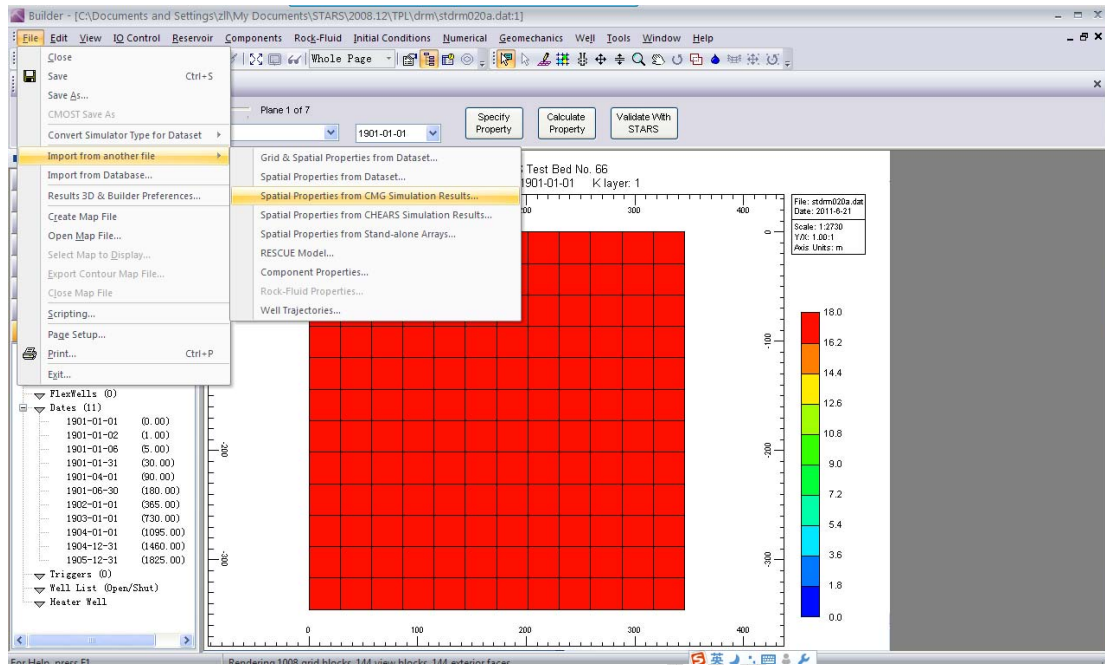 Builder - [C:\Documents and Settings\zll\My Documents\STARS\2008.12\TPL\drm\stdrm020a.dat:1]
File Edit View IO Control Reservoir Components Rock-Fluid Initial Conditions Numerical Geomechanics Well Tools Window Help
Whole Page
Plane 1 of 7
1901-01-01
Specify Property
Calculate Property
Validate With STARS
Close
Save Ctrl+S
Save As...
CMOST Save As
Convert Simulator Type for Dataset
Import from another file
Import from Database...
Results 3D & Builder Preferences...
Create Map File
Open Map File...
Select Map to Display...
Export Contour Map File...
Close Map File
Scripting...
Page Setup...
Print... Ctrl+P
Exit...
Grid & Spatial Properties from Dataset...
Spatial Properties from Dataset...
Spatial Properties from CMG Simulation Results...
Spatial Properties from CHEARS Simulation Results...
Spatial Properties from Stand-alone Arrays...
RESCUE Model...
Component Properties...
Rock-Fluid Properties...
Well Trajectories...
FlexWells (0)
Dates (11)
1901-01-01 (0.00)
1901-01-02 (1.00)
1901-01-06 (5.00)
1901-01-31 (30.00)
1901-04-01 (90.00)
1901-06-30 (180.00)
1902-01-01 (365.00)
1903-01-01 (730.00)
1904-01-01 (1095.00)
1904-12-31 (1460.00)
1905-12-31 (1825.00)
Triggers (0)
Well List (Open/Shut)
Heater Well
Test Bed No. 66
1901-01-01 K layer: 1
300 400
File: stdrm020a.dat
Date: 2011-6-21
Scale: 1:2730
Y/X: 1.00:1
Axis Units: m
0
-100
-200 -200
-300 -300
0 100 200 300 400
18.0
16.2
14.4
12.6
10.8
9.0
7.2
5.4
3.6
1.8
0.0
For Help, press F1
Rendering 1008 grid blocks, 144 view blocks, 144 exterior faces
英